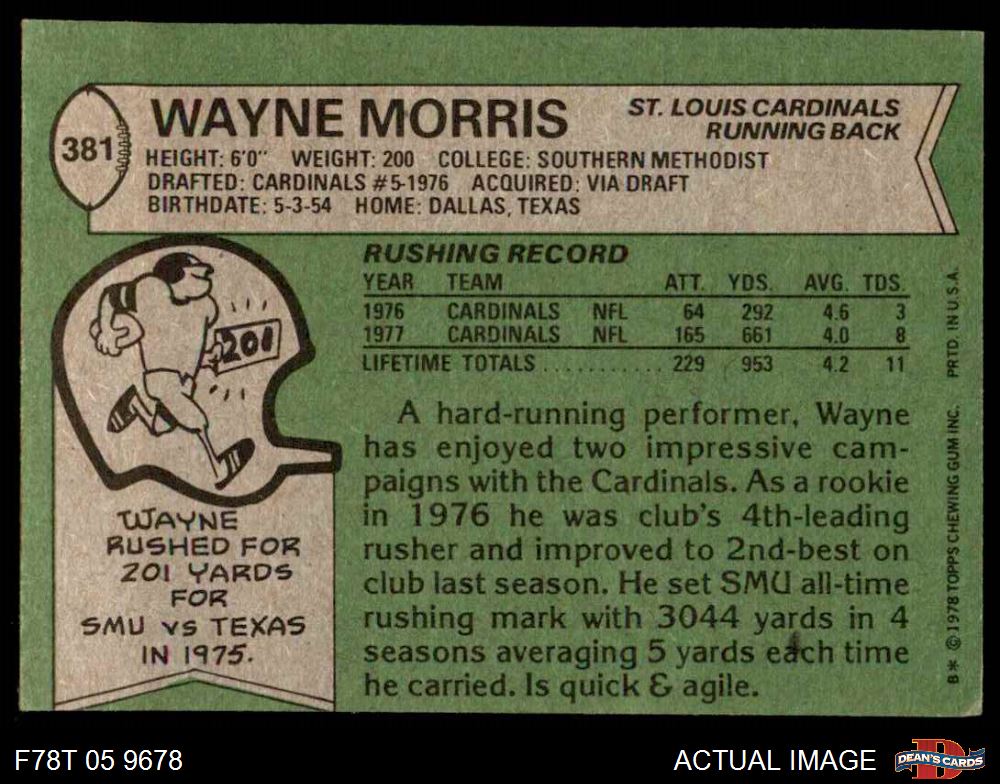 381
WAYNE MORRIS
ST. LOUIS CARDINALS
RUNNING BACK
HEIGHT: 6'0" WEIGHT: 200 COLLEGE: SOUTHERN METHODIST
DRAFTED: CARDINALS #5-1976 ACQUIRED: VIA DRAFT
BIRTHDATE: 5-3-54 HOME: DALLAS, TEXAS
201
WAYNE
RUSHED FOR
201 YARDS
FOR
SMU vs TEXAS
IN 1975.
RUSHING RECORD
YEAR TEAM ATT. YDS. AVG. TDS.
1976 CARDINALS NFL 64 292 4.6 3
1977 CARDINALS NFL 165 661 4.0 8
LIFETIME TOTALS . . . . . . . . . . . 229 953 4.2 11
A hard-running performer, Wayne
has enjoyed two impressive cam-
paigns with the Cardinals. As a rookie
in 1976 he was club's 4th-leading
rusher and improved to 2nd-best on
club last season. He set SMU all-time
rushing mark with 3044 yards in 4
seasons averaging 5 yards each time
he carried. Is quick & agile.
B* © 1978 TOPPS CHEWING GUM INC. PRTD. IN U.S.A.
F78T 05 9678
ACTUAL IMAGE
DEAN'S CARDS